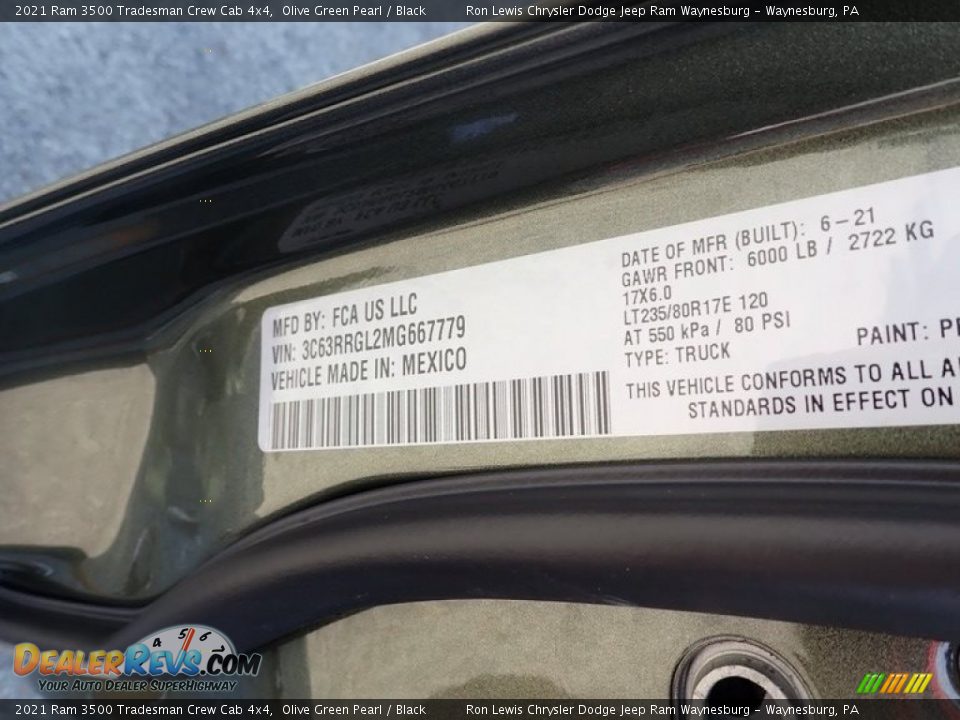 2021 Ram 3500 Tradesman Crew Cab 4x4,  Olive Green Pearl / Black        Ron Lewis Chrysler Dodge Jeep Ram Waynesburg - Waynesburg, PA
MFD BY: FCA US LLC
VIN: 3C63RRGL2MG667779
VEHICLE MADE IN: MEXICO
DATE OF MFR (BUILT): 6-21
GAWR FRONT: 6000 LB / 2722 KG
17X6.0
LT235/80R17E 120
AT 550 kPa / 80 PSI
TYPE: TRUCK
PAINT:
THIS VEHICLE CONFORMS TO ALL
STANDARDS IN EFFECT ON
4 5 6
DEALERREVS.COM
YOUR AUTO DEALER SUPERHIGHWAY
2021 Ram 3500 Tradesman Crew Cab 4x4,  Olive Green Pearl / Black        Ron Lewis Chrysler Dodge Jeep Ram Waynesburg - Waynesburg, PA